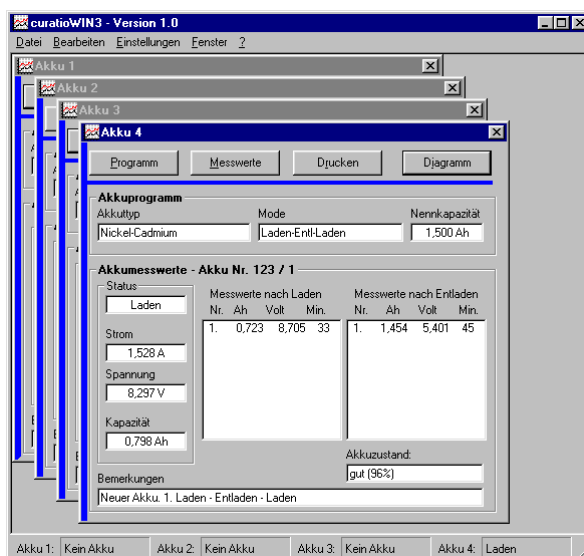 curatioWIN3 - Version 1.0
Datei Bearbeiten Einstellungen Fenster ?
Akku 1
Akku 2
Akku 3
Akku 4
Programm Messwerte Drucken Djagramm
Akkuprogramm
Akkuttyp Mode Nennkapazität
Nickel-Cadmium Laden-Entl-Laden 1,500 Ah
Akkumesswerte - Akku Nr. 123 / 1
Status
Laden
Strom
1,528 A
Spannung
8,297 V
Kapazität
0,798 Ah
Messwerte nach Laden
Nr. Ah Volt Min.
1. 0,723 8,705 33
Messwerte nach Entladen
Nr. Ah Volt Min.
1. 1,454 5,401 45
Akkuzustand:
gut (96%)
Bemerkungen
Neuer Akku. 1. Laden - Entladen - Laden
Akku 1: Kein Akku Akku 2: Kein Akku Akku 3: Kein Akku Akku 4: Laden